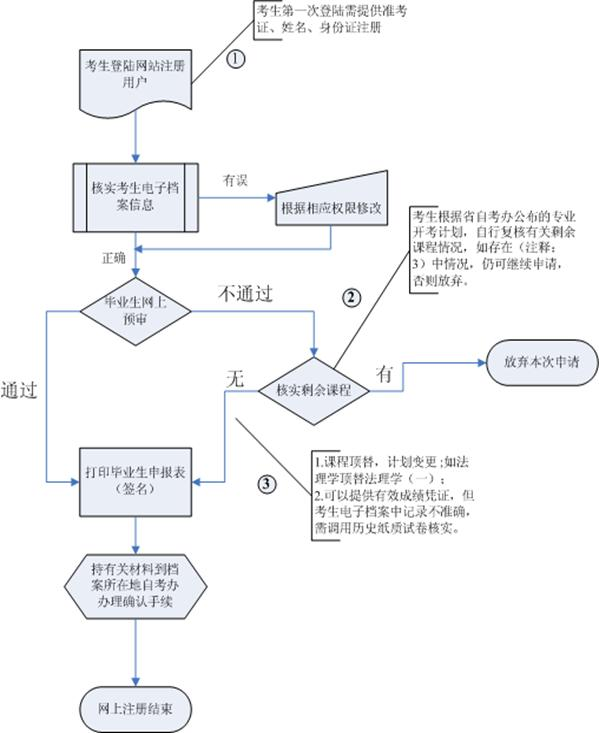 考生第一次登陆需提供准考
证、姓名、身份证注册
①
考生登陆网站注册
用户
核实考生电子档
案信息
有误
根据相应权限修改
正确
考生根据省自考办公布的专业
开考计划，自行复核有关剩余
课程情况，如存在（注释：
3）中情况，仍可继续申请，
否则放弃。
毕业生网上
预审
不通过
②
通过
无
核实剩余课程
有
放弃本次申请
打印毕业生申报表
（签名）
③
1.课程顶替，计划变更;如法
理学顶替法理学（一）;
2.可以提供有效成绩凭证，但
考生电子档案中记录不准确，
需调用历史纸质试卷核实。
持有关材料到档
案所在地自考办
办理确认手续
网上注册结束